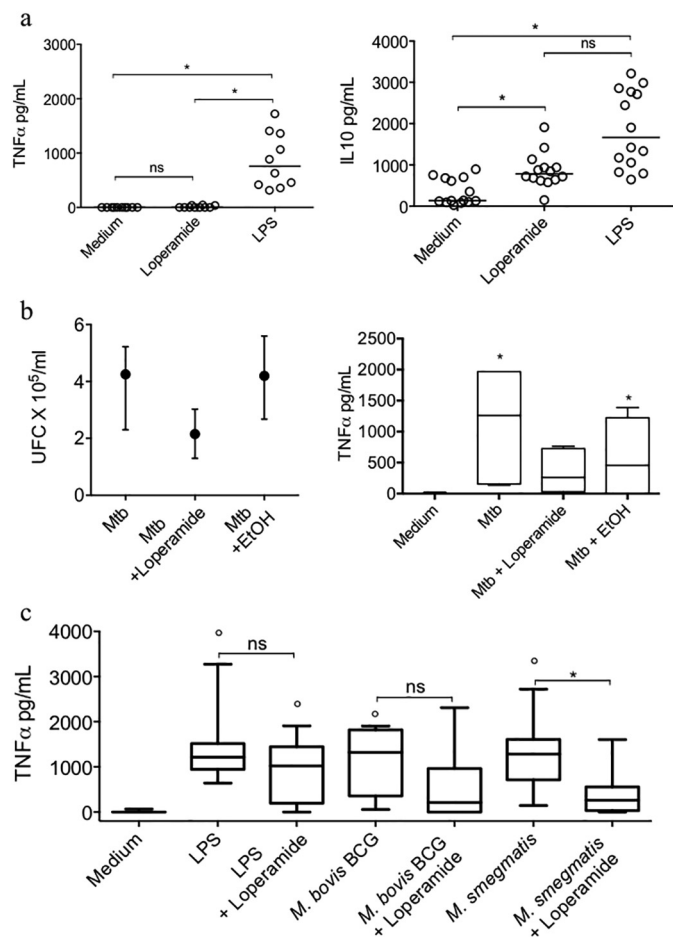 a
TNFα pg/mL
3000
2000
1000
0
*
*
ns
Medium
Loperamide
LPS
IL10 pg/mL
4000
3000
2000
1000
0
*
ns
*
Medium
Loperamide
LPS
b
UFC X 10⁵/ml
6
4
2
0
Mtb
Mtb
+Loperamide
Mtb
+EtOH
TNFα pg/mL
2500
2000
1500
1000
500
0
*
*
Medium
Mtb
Mtb + Loperamide
Mtb + EtOH
c
TNFα pg/mL
4000
3000
2000
1000
0
ns
ns
*
Medium
LPS
LPS
+ Loperamide
M. bovis BCG
M. bovis BCG
+ Loperamide
M. smegmatis
M. smegmatis
+ Loperamide